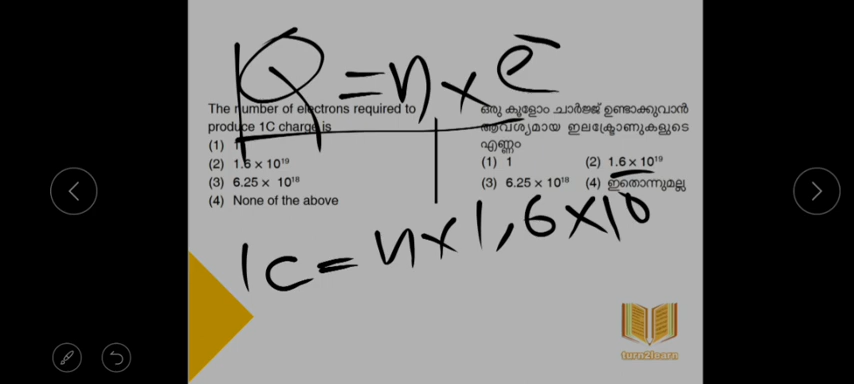 Q = n × e⁻
The number of electrons required to
produce 1C charge is
(1) 1
(2) 1.6 × 10¹⁹
(3) 6.25 × 10¹⁸
(4) None of the above
ഒരു കൂളോം ചാർജ്ജ് ഉണ്ടാക്കുവാൻ
ആവശ്യമായ ഇലക്ട്രോണുകളുടെ
എണ്ണം
(1) 1 (2) 1.6 × 10¹⁹
(3) 6.25 × 10¹⁸ (4) ഇതൊന്നുമല്ല
1C = n × 1,6 × 10
turn2learn